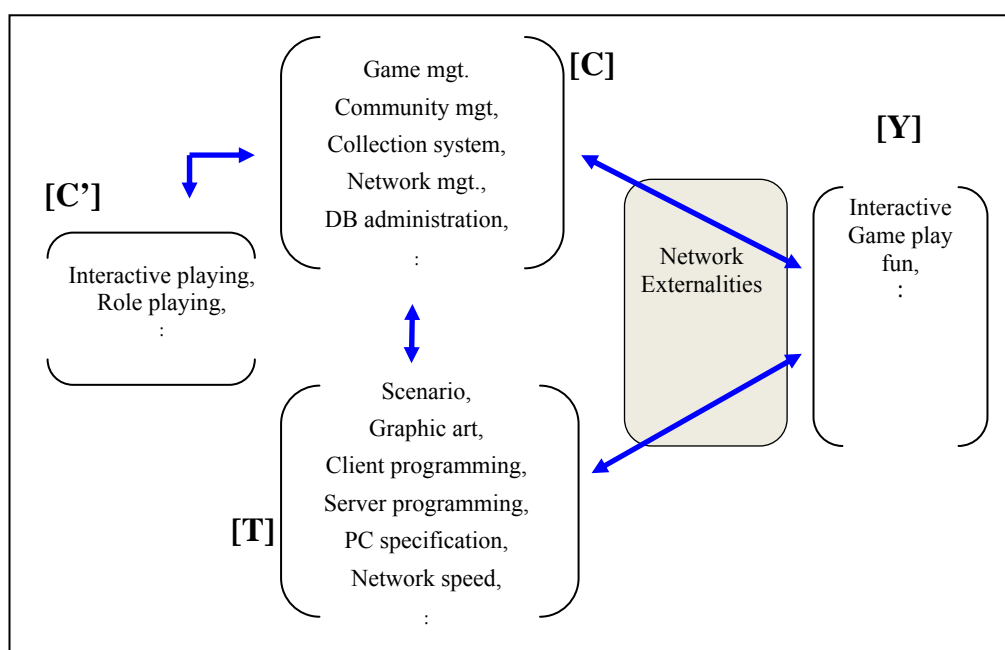 [C]
Game mgt.
Community mgt,
Collection system,
Network mgt.,
DB administration,
:
[C’]
Interactive playing,
Role playing,
:
[T]
Scenario,
Graphic art,
Client programming,
Server programming,
PC specification,
Network speed,
:
Network
Externalities
[Y]
Interactive
Game play
fun,
: